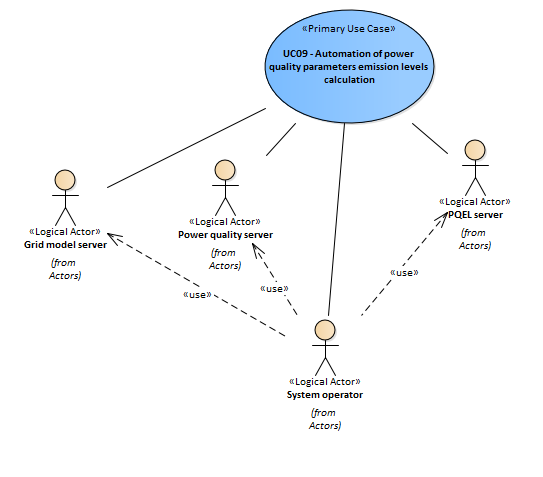 «Primary Use Case»
UC09 - Automation of power
quality parameters emission levels
calculation
«Logical Actor»
Grid model server
(from
Actors)
«Logical Actor»
Power quality server
(from
Actors)
«Logical Actor»
PQEL server
(from
Actors)
«use»
«use»
«use»
«Logical Actor»
System operator
(from
Actors)